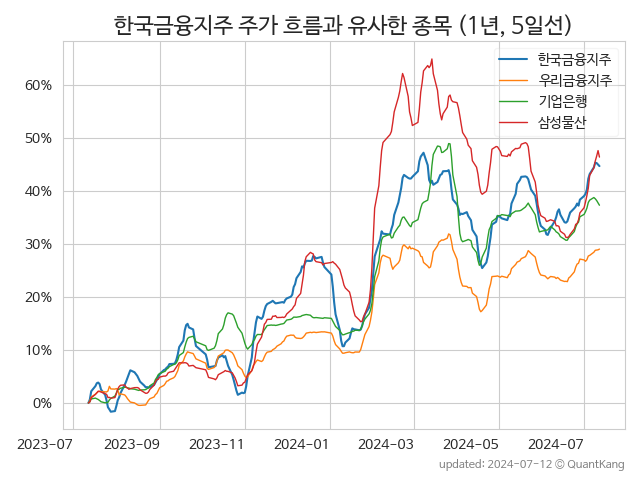 한국금융지주 주가 흐름과 유사한 종목 (1년, 5일선)
한국금융지주
우리금융지주
기업은행
삼성물산
60%
50%
40%
30%
20%
10%
0%
2023-07 2023-09 2023-11 2024-01 2024-03 2024-05 2024-07
updated: 2024-07-12 © QuantKang